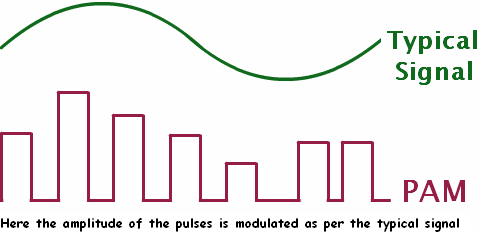 Typical
Signal
PAM
Here the amplitude of the pulses is modulated as per the typical signal